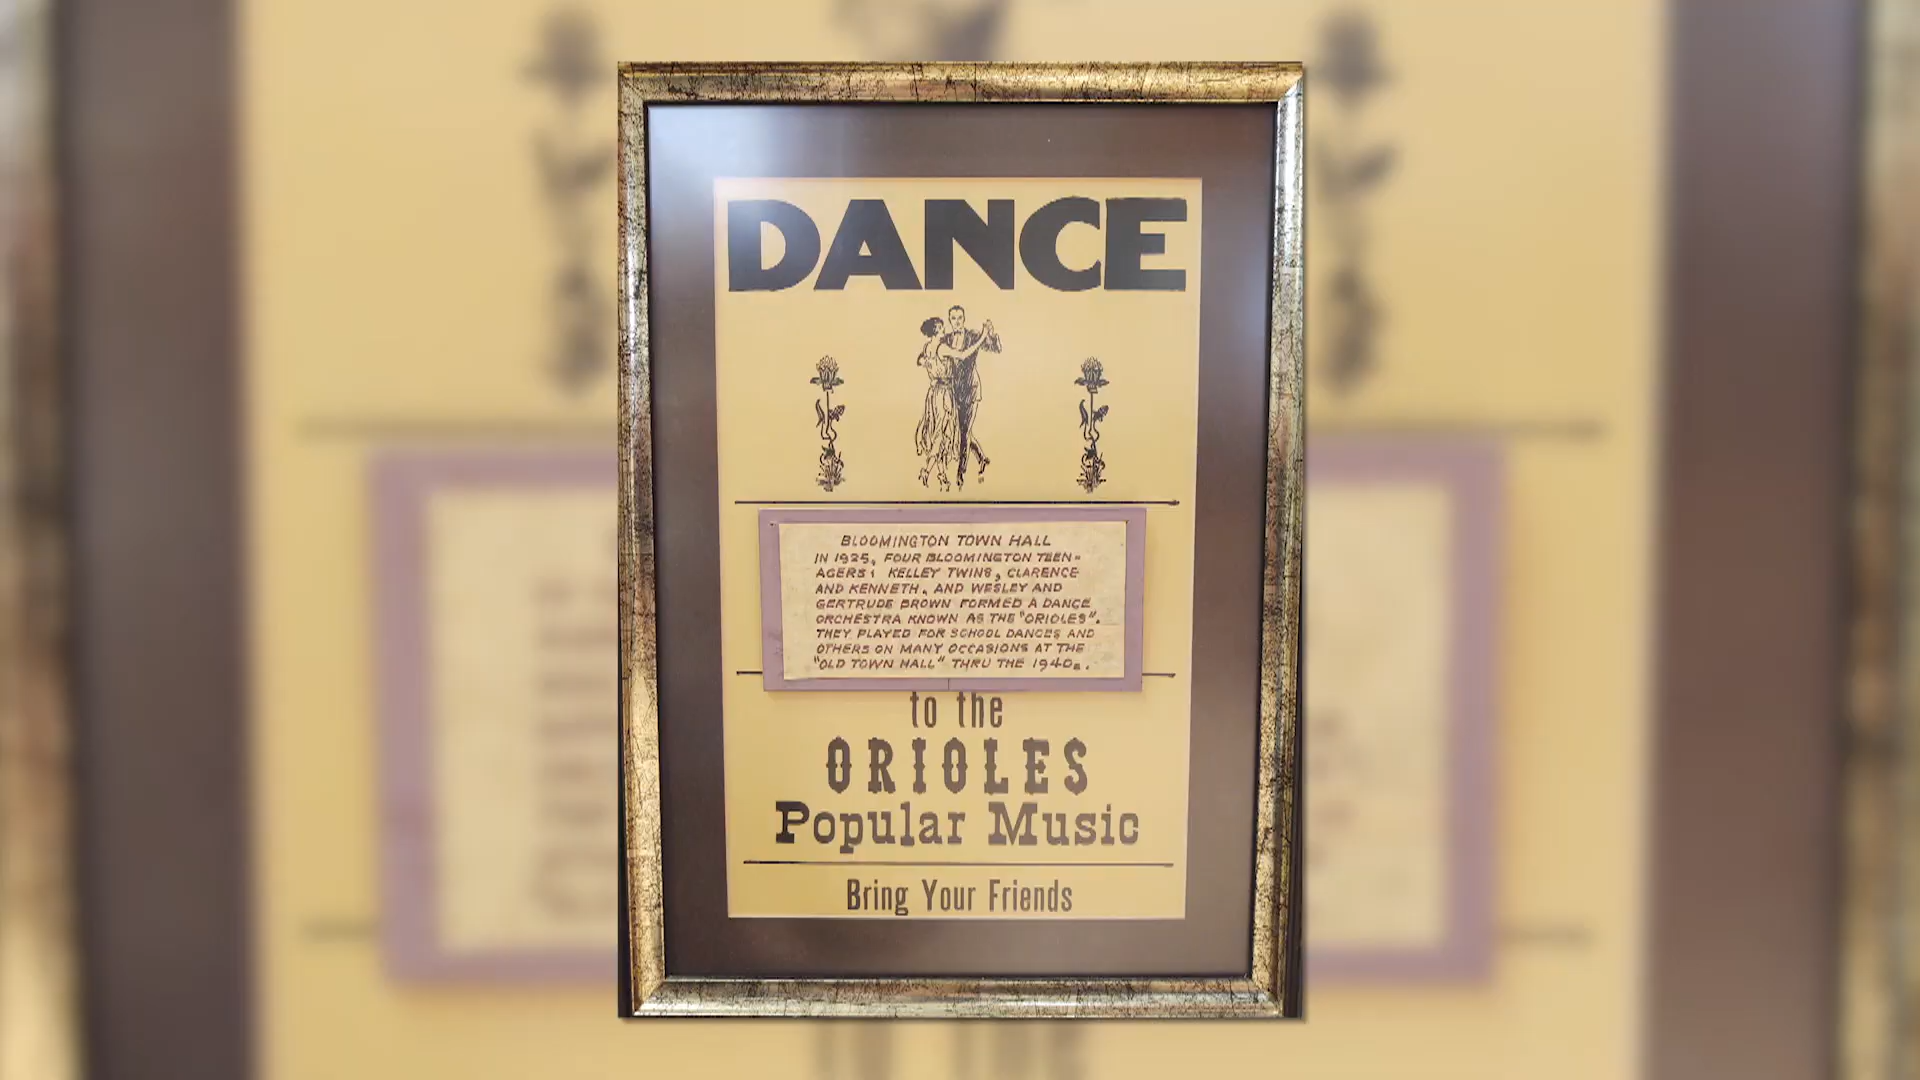 DANCE
BLOOMINGTON TOWN HALL
IN 1925, FOUR BLOOMINGTON TEEN-
AGERS: KELLEY TWINS, CLARENCE
AND KENNETH, AND WESLEY AND
GERTRUDE BROWN FORMED A DANCE
ORCHESTRA KNOWN AS THE "ORIOLES".
THEY PLAYED FOR SCHOOL DANCES AND
OTHERS ON MANY OCCASIONS AT THE
"OLD TOWN HALL" THRU THE 1940s.
to the
ORIOLES
Popular Music
Bring Your Friends